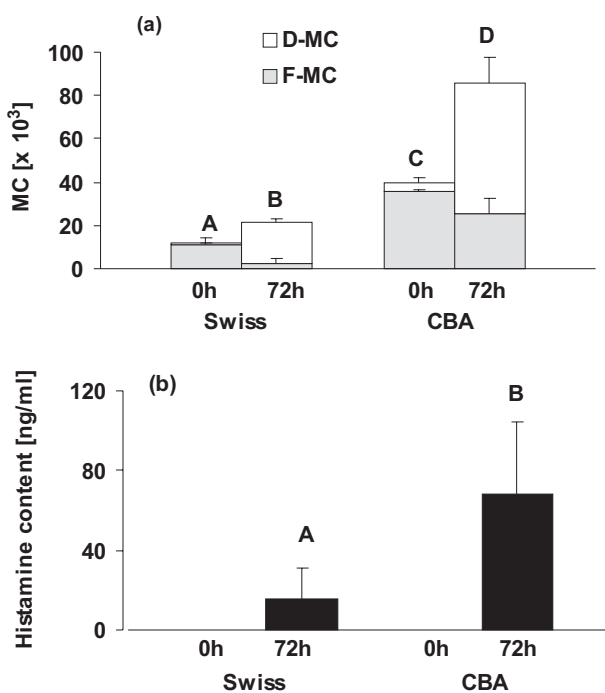 (a)
D-MC
F-MC
MC [x 10³]
100
80
60
40
20
0
A
B
C
D
0h 72h 0h 72h
Swiss CBA
(b)
Histamine content [ng/ml]
120
80
40
0
A
B
0h 72h 0h 72h
Swiss CBA